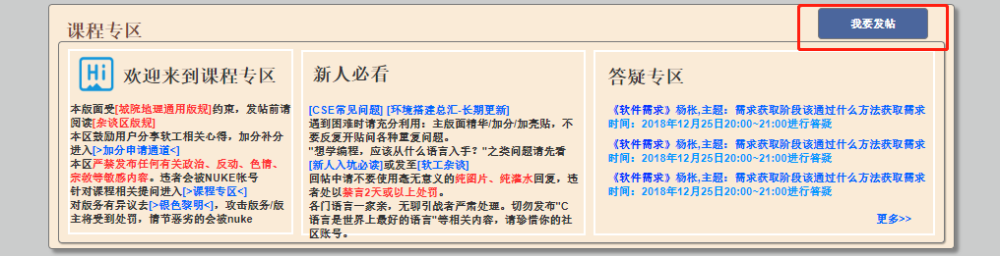 课程专区
我要发帖
Hi
欢迎来到课程专区
本版面受[城院地理通用版规]约束，发帖前请
阅读[杂谈区版规]
本区鼓励用户分享软工相关心得，加分补分
进入[>加分申请通道<]
本区严禁发布任何有关政治、反动、色情、
宗教等敏感内容。违者会被NUKE帐号
针对课程相关提问进入[>课程专区<]
对版务有异议去[>银色黎明<]，攻击版务/版
主将受到处罚，情节恶劣的会被nuke
新人必看
[CSE常见问题] [环境搭建总汇-长期更新]
遇到困难时请充分利用：主版面精华/加分/加亮贴，不
要反复开贴问各种重复问题。
"想学编程，应该从什么语言入手？"之类问题请先看
[新人入坑必读]或发至[软工杂谈]
回帖中请不要使用毫无意义的纯图片、纯灌水回复，违
者处以禁言2天或以上处罚。
各门语言一家亲，无聊引战者严肃处理。切勿发布"C
语言是世界上最好的语言"等相关内容，请珍惜你的社
区账号。
答疑专区
《软件需求》杨枨,主题：需求获取阶段该通过什么方法获取需求
时间：2018年12月25日20:00~21:00进行答疑
《软件需求》杨枨,主题：需求获取阶段该通过什么方法获取需求
时间：2018年12月25日20:00~21:00进行答疑
《软件需求》杨枨,主题：需求获取阶段该通过什么方法获取需求
时间：2018年12月25日20:00~21:00进行答疑
更多>>